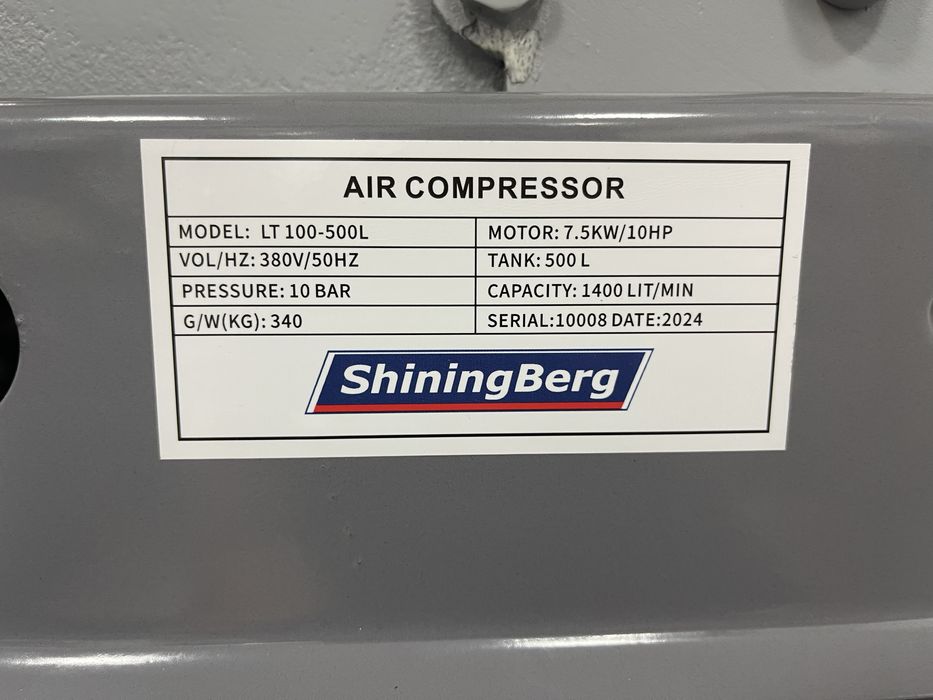 AIR COMPRESSOR
MODEL: LT 100-500L
MOTOR: 7.5KW/10HP
VOL/HZ: 380V/50HZ
TANK: 500 L
PRESSURE: 10 BAR
CAPACITY: 1400 LIT/MIN
G/W(KG): 340
SERIAL:10008 DATE:2024
ShiningBerg